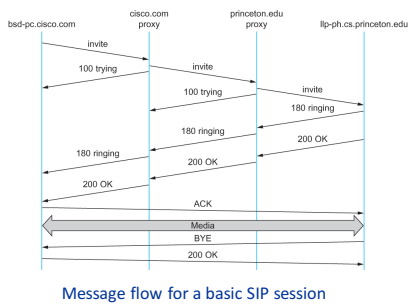 bsd-pc.cisco.com
cisco.com
proxy
princeton.edu
proxy
llp-ph.cs.princeton.edu
invite
invite
100 trying
invite
100 trying
180 ringing
180 ringing
200 OK
180 ringing
200 OK
200 OK
ACK
Media
BYE
200 OK
Message flow for a basic SIP session